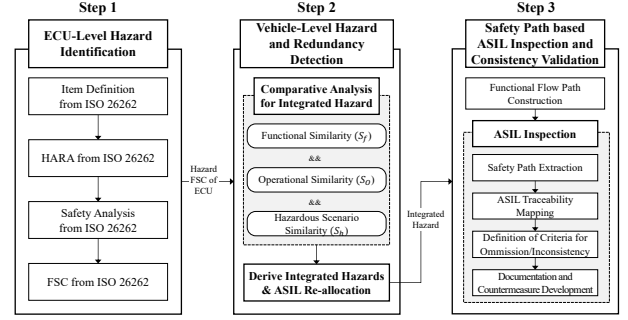 Step 1
ECU-Level Hazard
Identification
Item Definition
from ISO 26262
HARA from ISO 26262
Safety Analysis
from ISO 26262
FSC from ISO 26262
Hazard
FSC of
ECU
Step 2
Vehicle-Level Hazard
and Redundancy
Detection
Comparative Analysis
for Integrated Hazard
Functional Similarity (S_f)
&&
Operational Similarity (S_O)
&&
Hazardous Scenario
Similarity (S_h)
Derive Integrated Hazards
& ASIL Re-allocation
Integrated
Hazard
Step 3
Safety Path based
ASIL Inspection and
Consistency Validation
Functional Flow Path
Construction
ASIL Inspection
Safety Path Extraction
ASIL Traceability
Mapping
Definition of Criteria for
Ommission/Inconsistency
Documentation and
Countermeasure Development